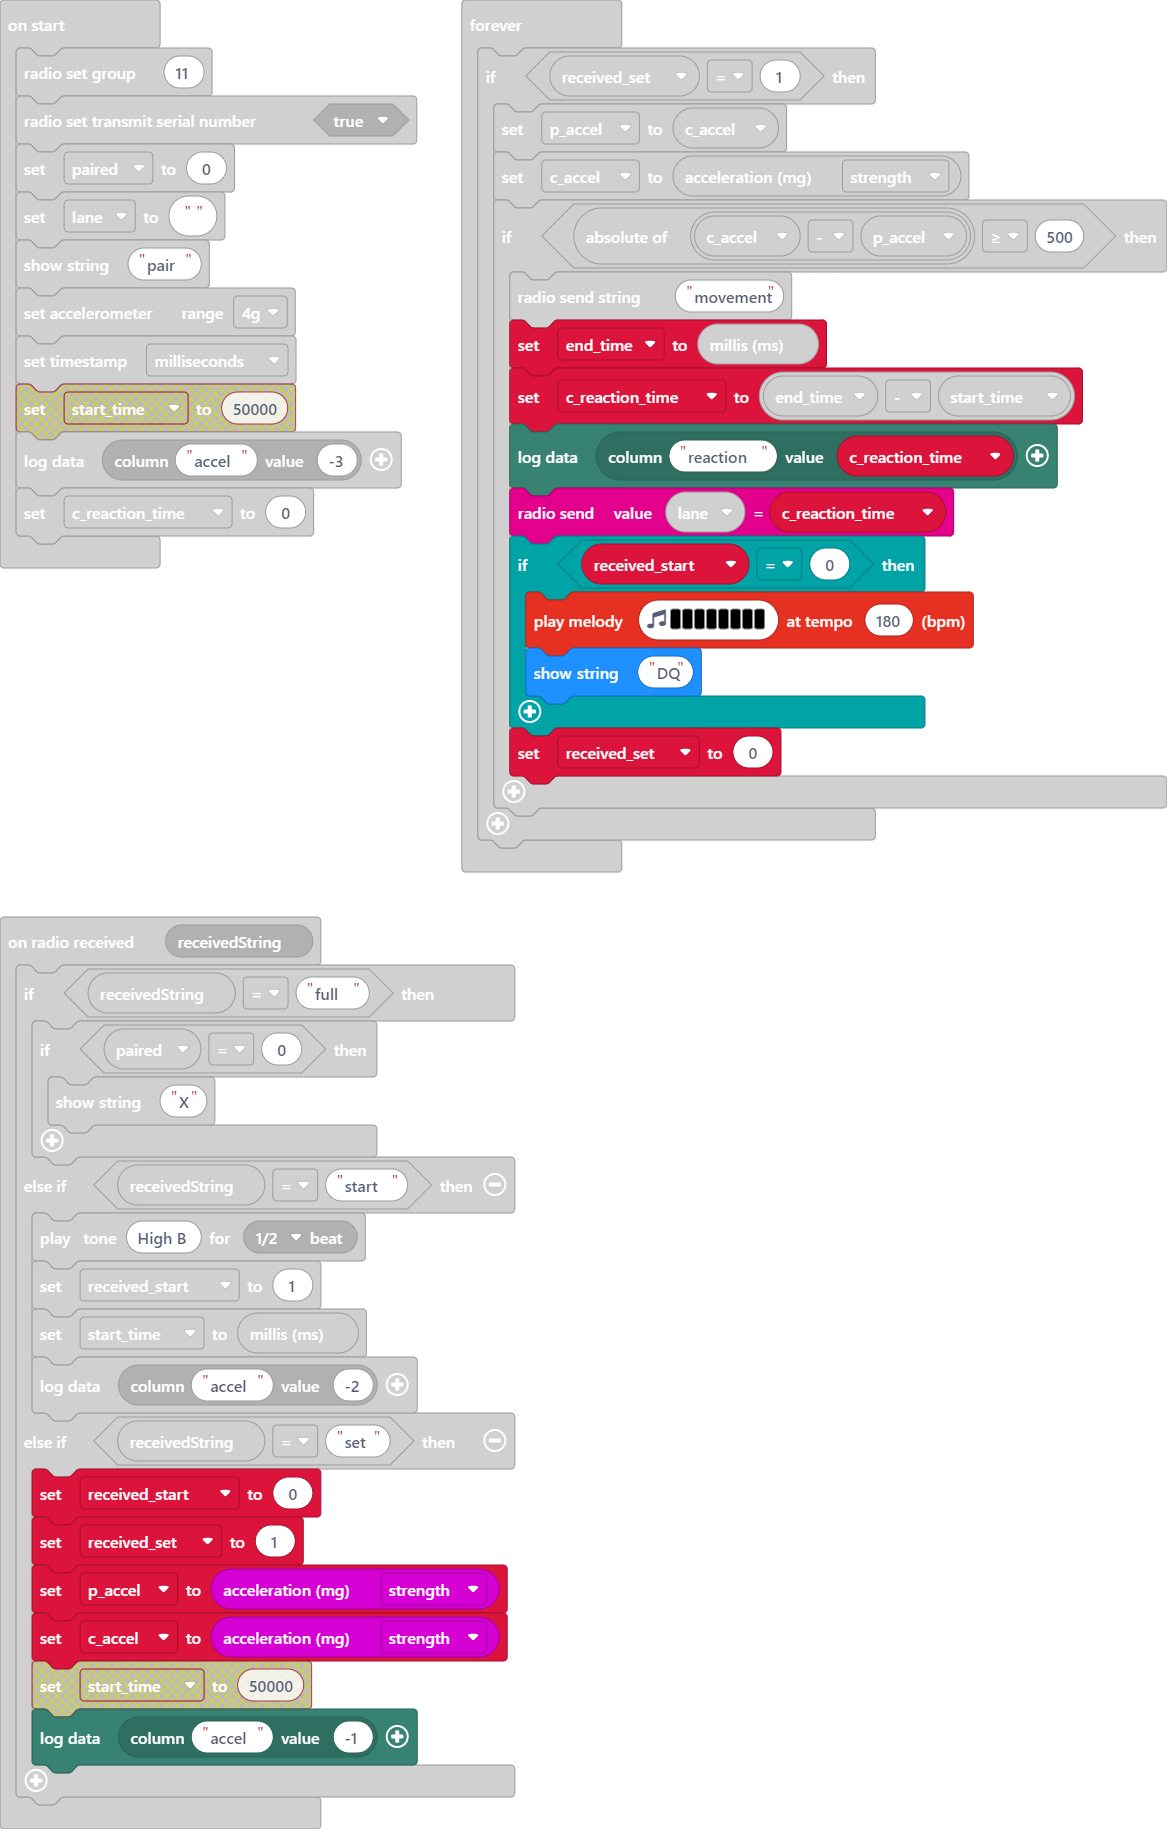 on start
radio set group 11
radio set transmit serial number true
set paired to 0
set lane to " "
show string "pair"
set accelerometer range 4g
set timestamp milliseconds
set start_time to 50000
log data column "accel" value -3
set c_reaction_time to 0
forever
if received_set = 1 then
set p_accel to c_accel
set c_accel to acceleration (mg) strength
if absolute of c_accel - p_accel ≥ 500 then
radio send string "movement"
set end_time to millis (ms)
set c_reaction_time to end_time - start_time
log data column "reaction" value c_reaction_time
radio send value lane = c_reaction_time
if received_start = 0 then
play melody at tempo 180 (bpm)
show string "DQ"
set received_set to 0
on radio received receivedString
if receivedString = "full" then
if paired = 0 then
show string "X"
else if receivedString = "start" then
play tone High B for 1/2 beat
set received_start to 1
set start_time to millis (ms)
log data column "accel" value -2
else if receivedString = "set" then
set received_start to 0
set received_set to 1
set p_accel to acceleration (mg) strength
set c_accel to acceleration (mg) strength
set start_time to 50000
log data column "accel" value -1